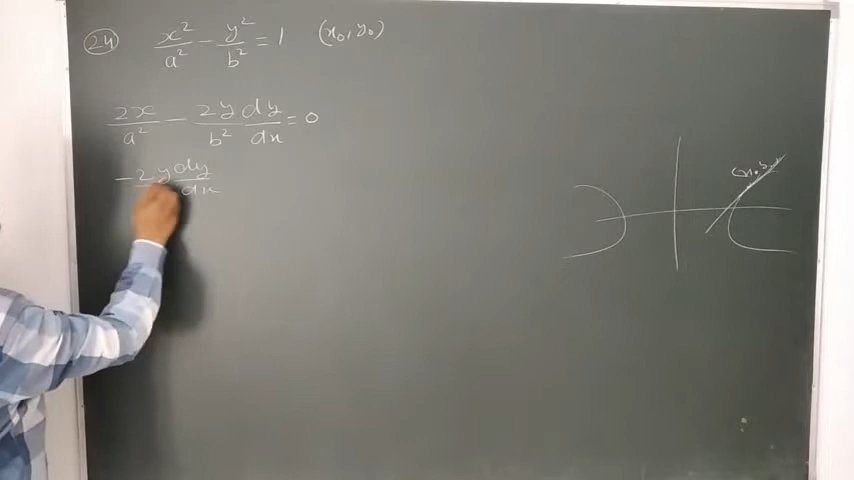 24 x²/a² - y²/b² = 1 (x₀, y₀)
2x/a² - 2y/b² dy/dx = 0
- 2y dy/dx